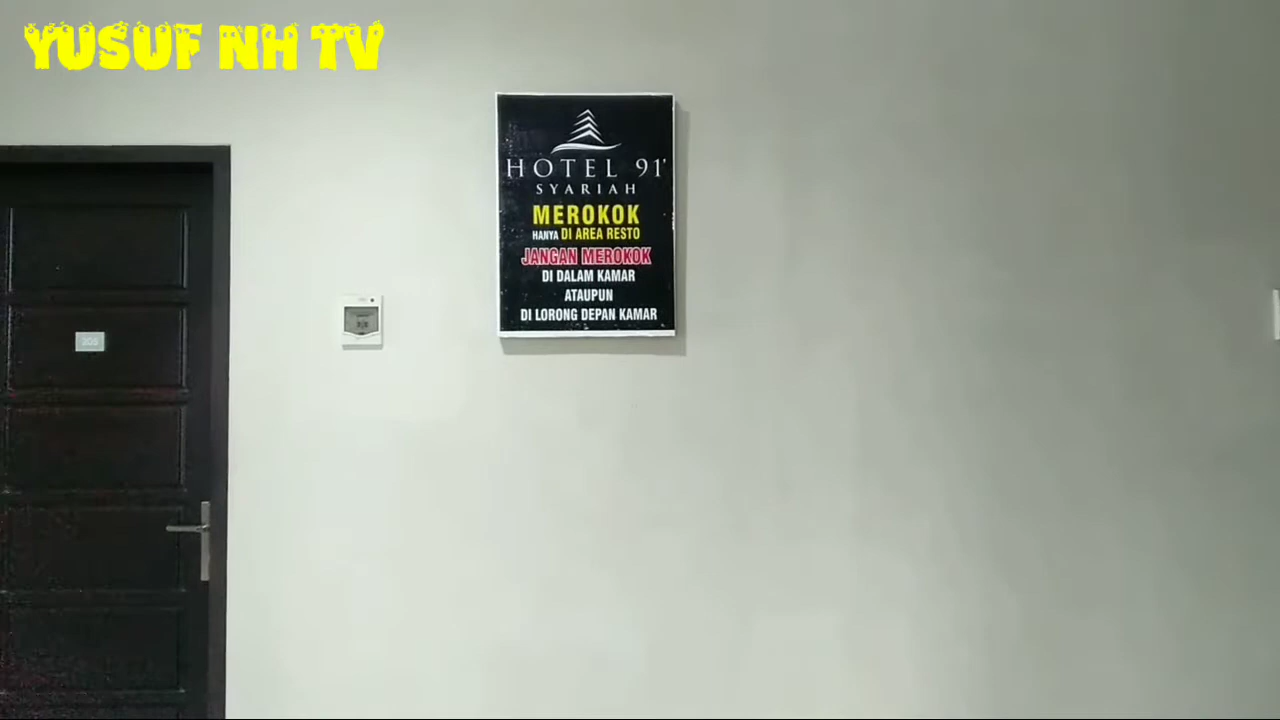 YUSUF NH TV
HOTEL 91'
SYARIAH
MEROKOK
HANYA DI AREA RESTO
JANGAN MEROKOK
DI DALAM KAMAR
ATAUPUN
DI LORONG DEPAN KAMAR